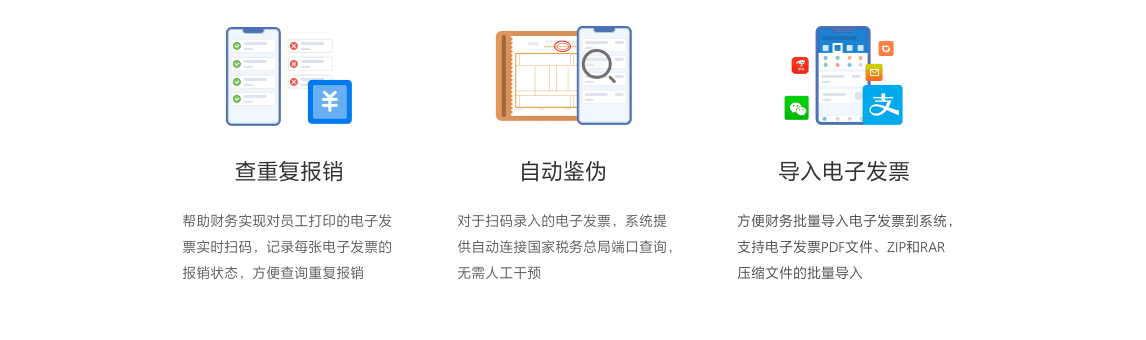 查重复报销
自动鉴伪
导入电子发票
帮助财务实现对员工打印的电子发
票实时扫码，记录每张电子发票的
报销状态，方便查询重复报销
对于扫码录入的电子发票，系统提
供自动连接国家税务总局端口查询，
无需人工干预
方便财务批量导入电子发票到系统，
支持电子发票PDF文件、ZIP和RAR
压缩文件的批量导入